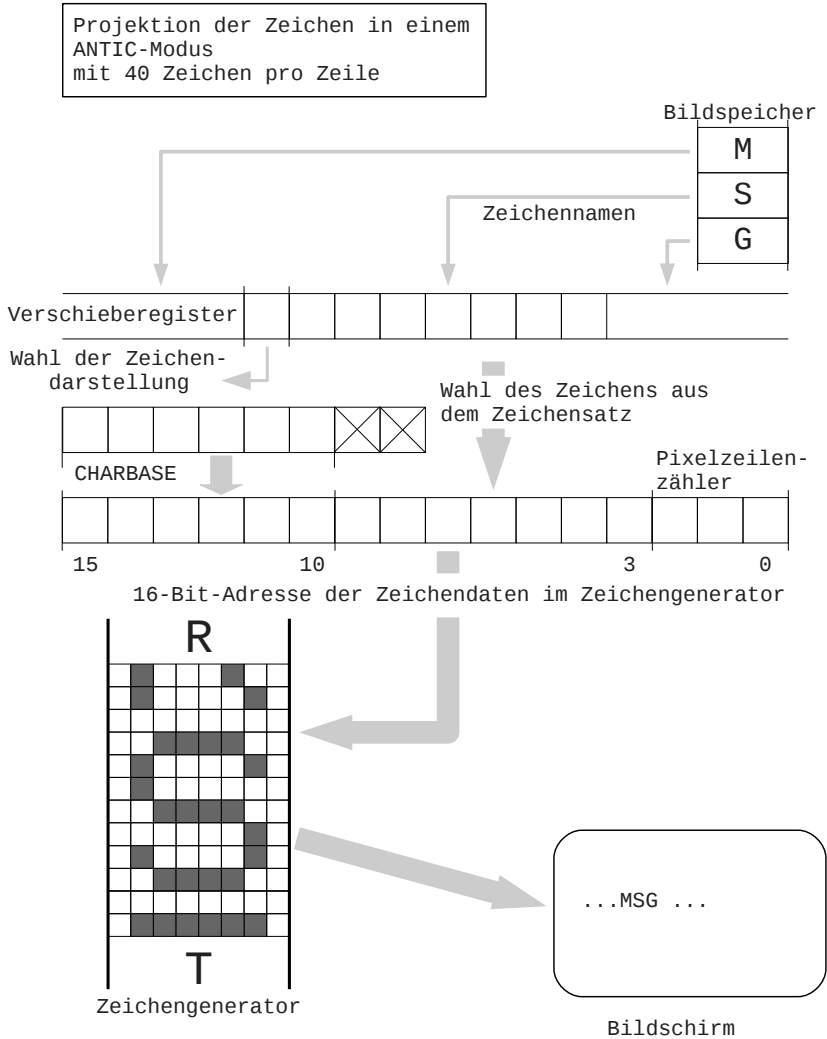 Projektion der Zeichen in einem
ANTIC-Modus
mit 40 Zeichen pro Zeile
Bildspeicher
M
S
Zeichennamen
G
Verschieberegister
Wahl der Zeichen-
darstellung
Wahl des Zeichens aus
dem Zeichensatz
CHARBASE
Pixelzeilen-
zähler
15 10 3 0
16-Bit-Adresse der Zeichendaten im Zeichengenerator
R
T
Zeichengenerator
...MSG ...
Bildschirm